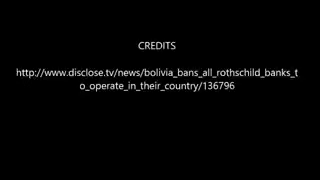 CREDITS
http://www.disclose.tv/news/bolivia_bans_all_rothschild_banks_t
o_operate_in_their_country/136796